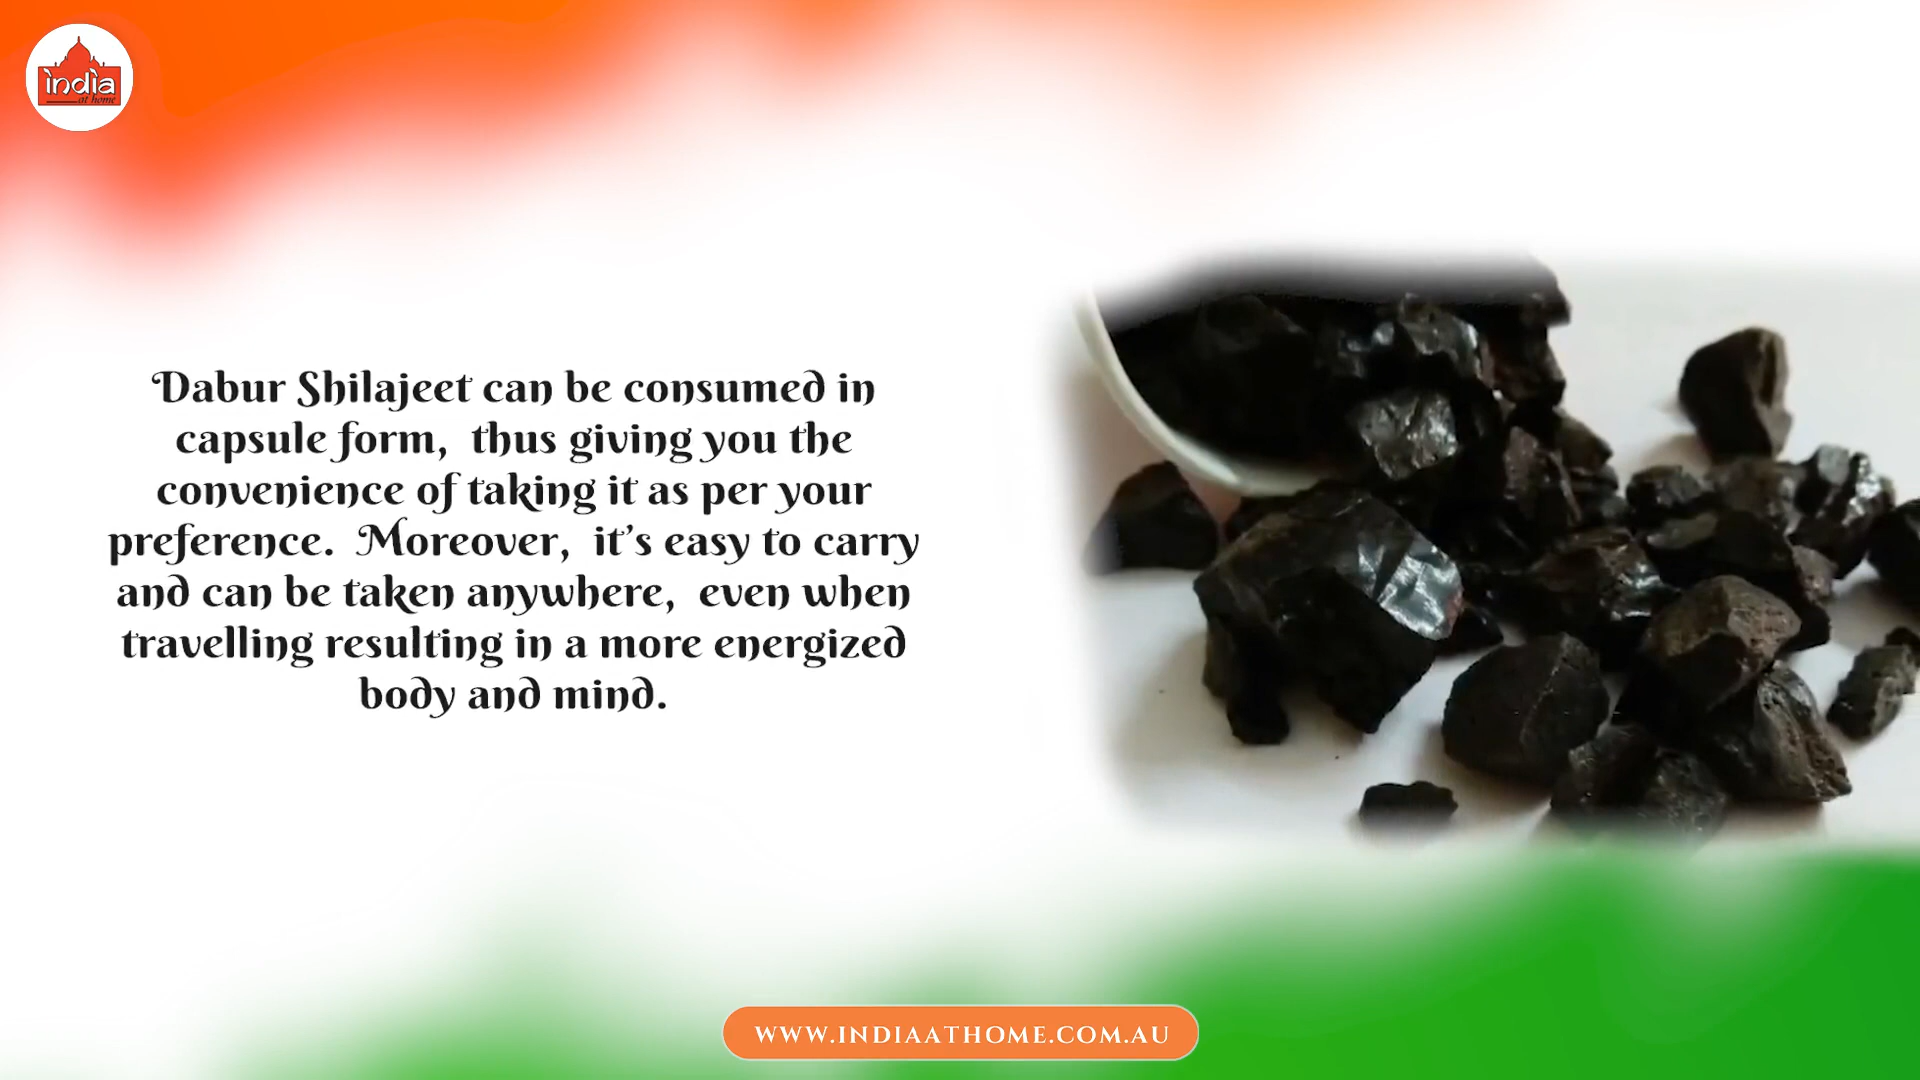 india
at home
Dabur Shilajeet can be consumed in
capsule form, thus giving you the
convenience of taking it as per your
preference. Moreover, it's easy to carry
and can be taken anywhere, even when
travelling resulting in a more energized
body and mind.
WWW.INDIAATHOME.COM.AU